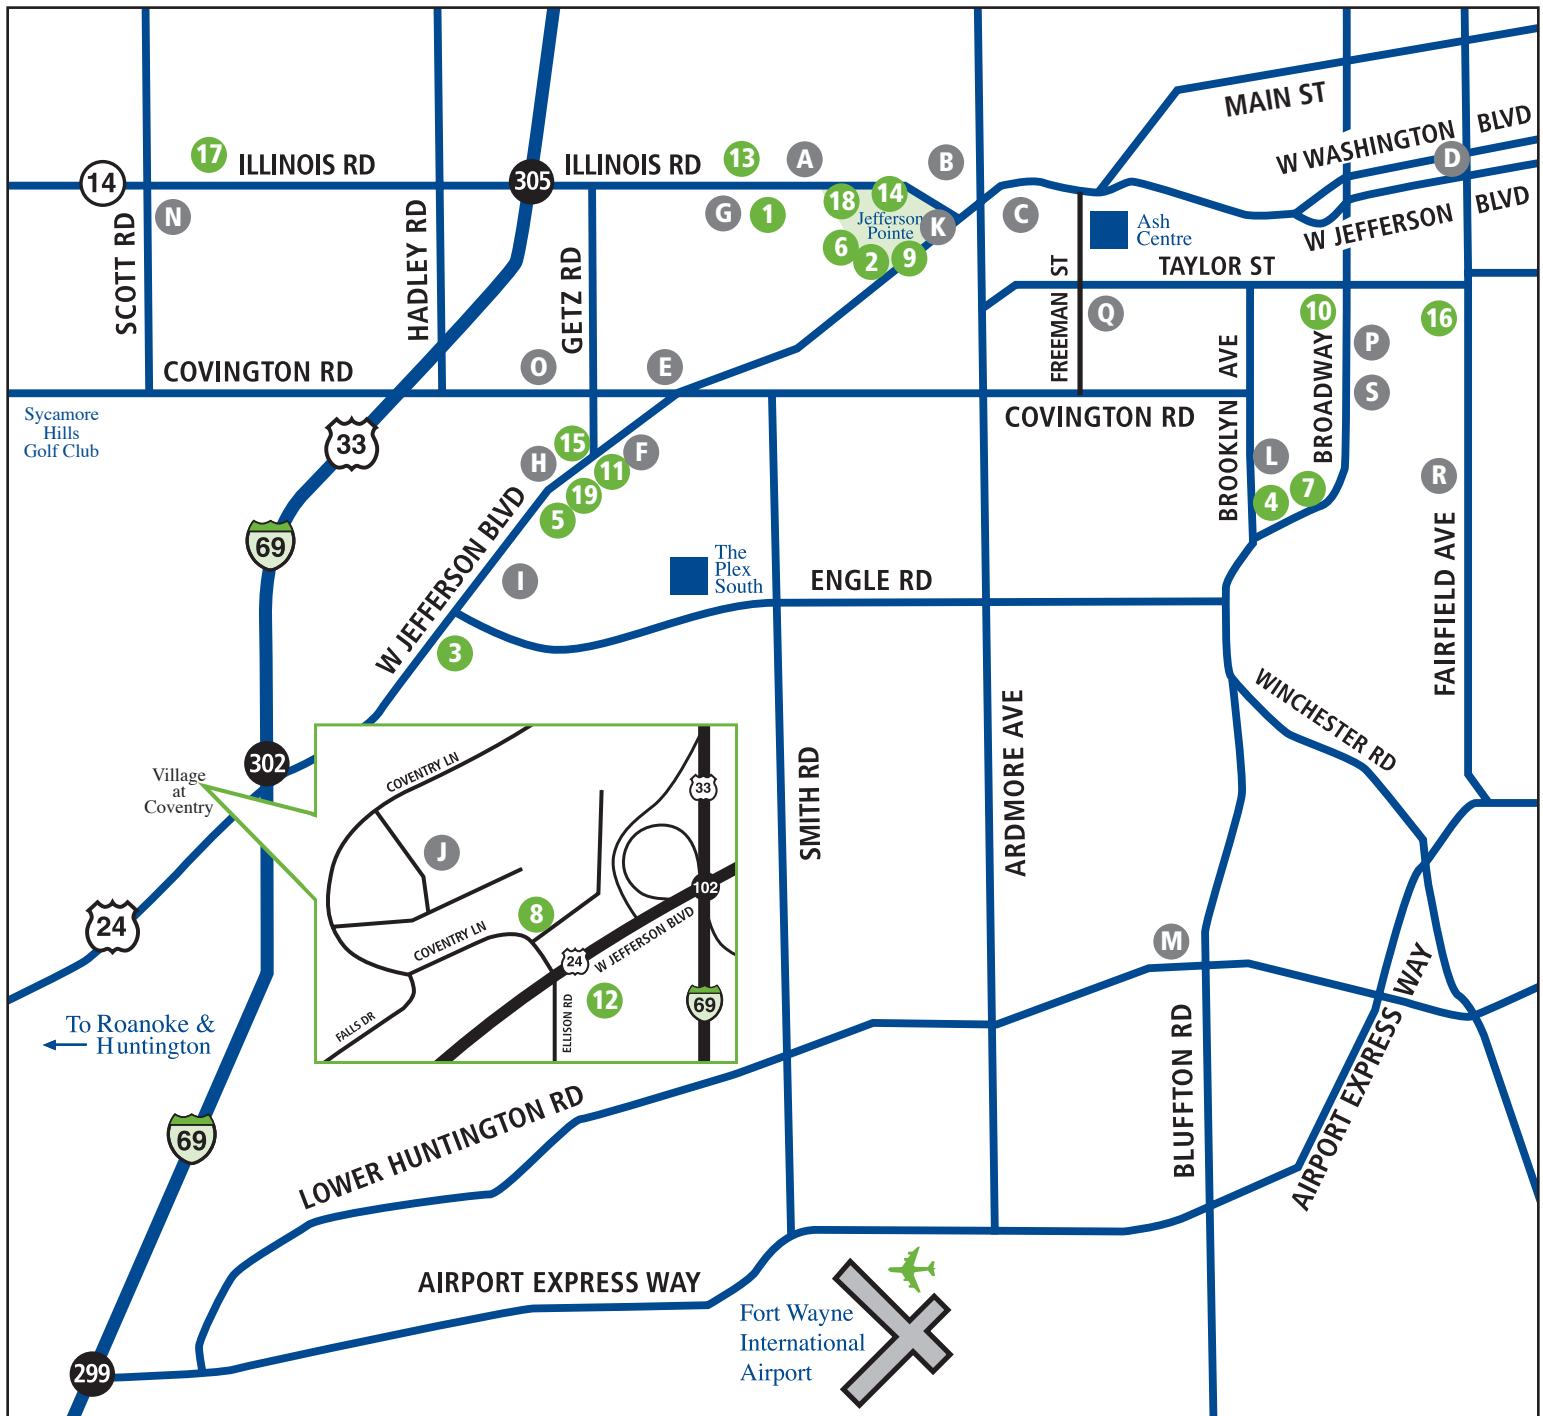 MAIN ST
W WASHINGTON BLVD
D
W JEFFERSON BLVD
17
ILLINOIS RD
305
ILLINOIS RD
13
A
B
14
N
SCOTT RD
HADLEY RD
GETZ RD
G
1
18
14
Jefferson
Pointe
K
6
2
9
C
Ash
Centre
FREEMAN ST
TAYLOR ST
Q
10
16
P
S
BROOKLYN AVE
BROADWAY
COVINGTON RD
O
E
COVINGTON RD
Sycamore
Hills
Golf Club
33
H
15
F
11
19
5
L
4
7
R
69
W JEFFERSON BLVD
I
The
Plex
South
ENGLE RD
3
FAIRFIELD AVE
WINCHESTER RD
302
Village
at
Coventry
COVENTRY LN
33
J
102
8
COVENTRY LN
24
W JEFFERSON BLVD
12
69
FALLS DR
ELLISON RD
SMITH RD
ARDMORE AVE
24
To Roanoke &
Huntington
M
BLUFFTON RD
AIRPORT EXPRESS WAY
69
LOWER HUNTINGTON RD
AIRPORT EXPRESS WAY
299
Fort Wayne
International
Airport